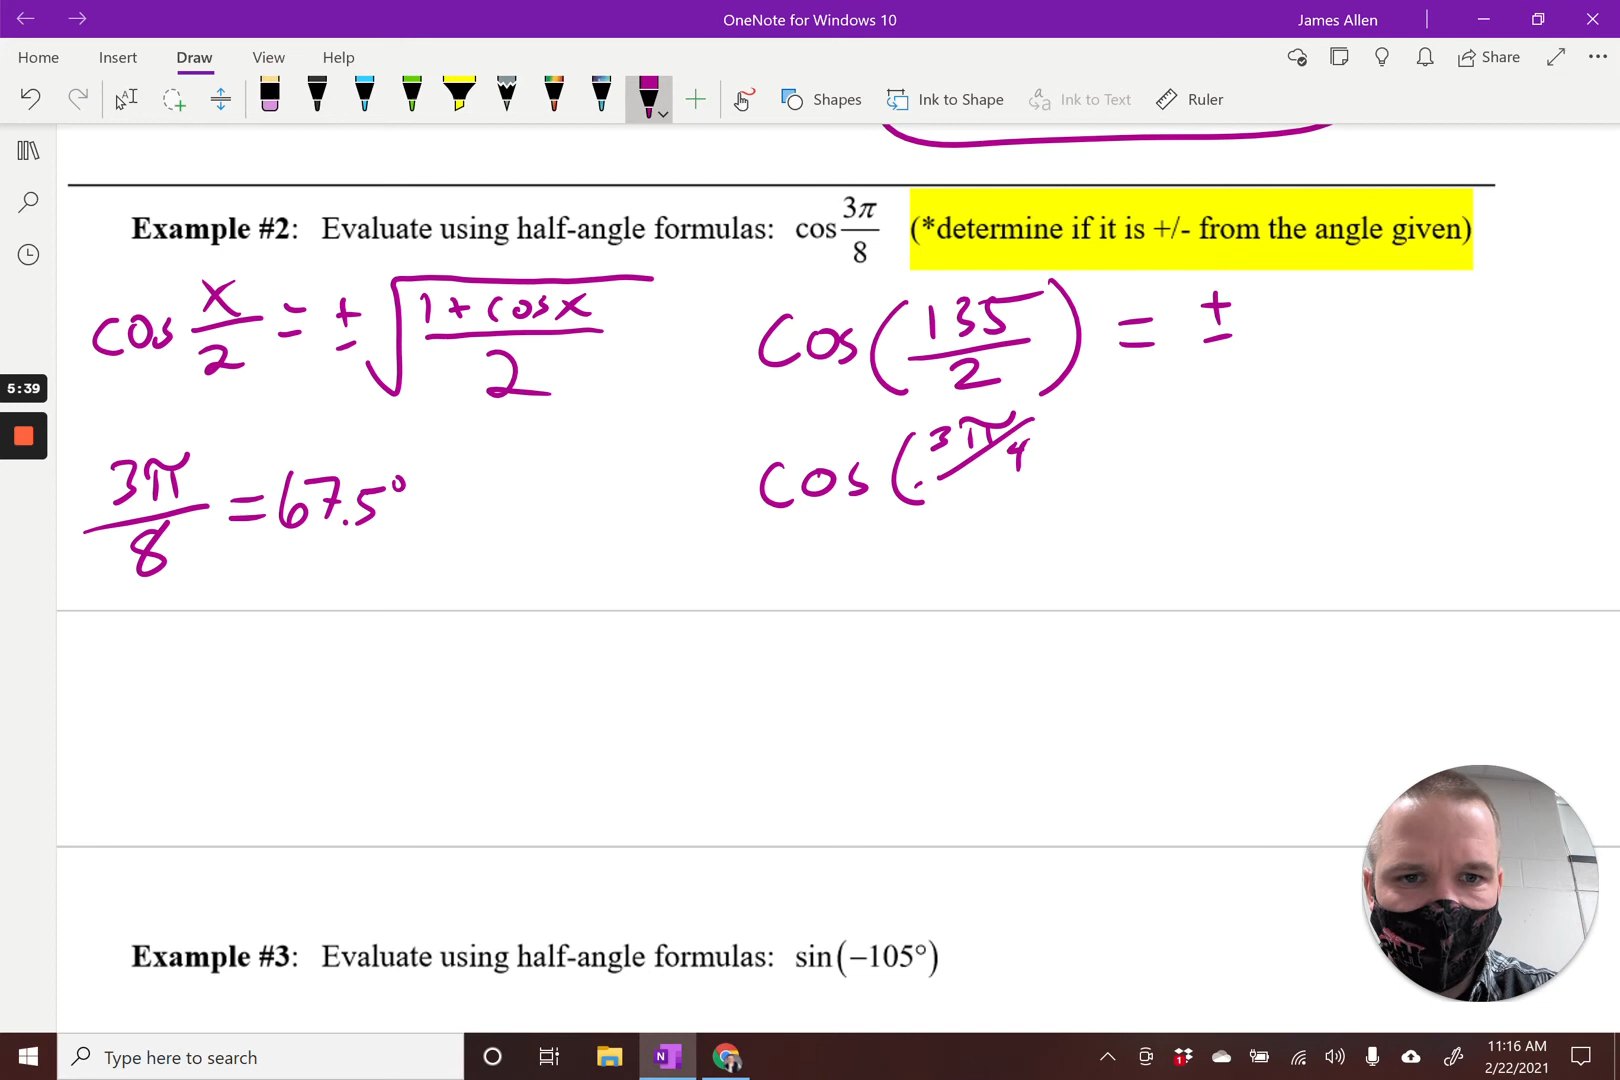 OneNote for Windows 10
James Allen
Home Insert Draw View Help
Share
Shapes Ink to Shape Ink to Text Ruler
Example #2: Evaluate using half-angle formulas: cos 3π/8 (*determine if it is +/- from the angle given)
cos x/2 = ± √((1 + cosx)/2)
cos(135/2) = ±
5:39
3π/8 = 67.5°
cos(3π/4
Example #3: Evaluate using half-angle formulas: sin(−105°)
Type here to search
11:16 AM
2/22/2021